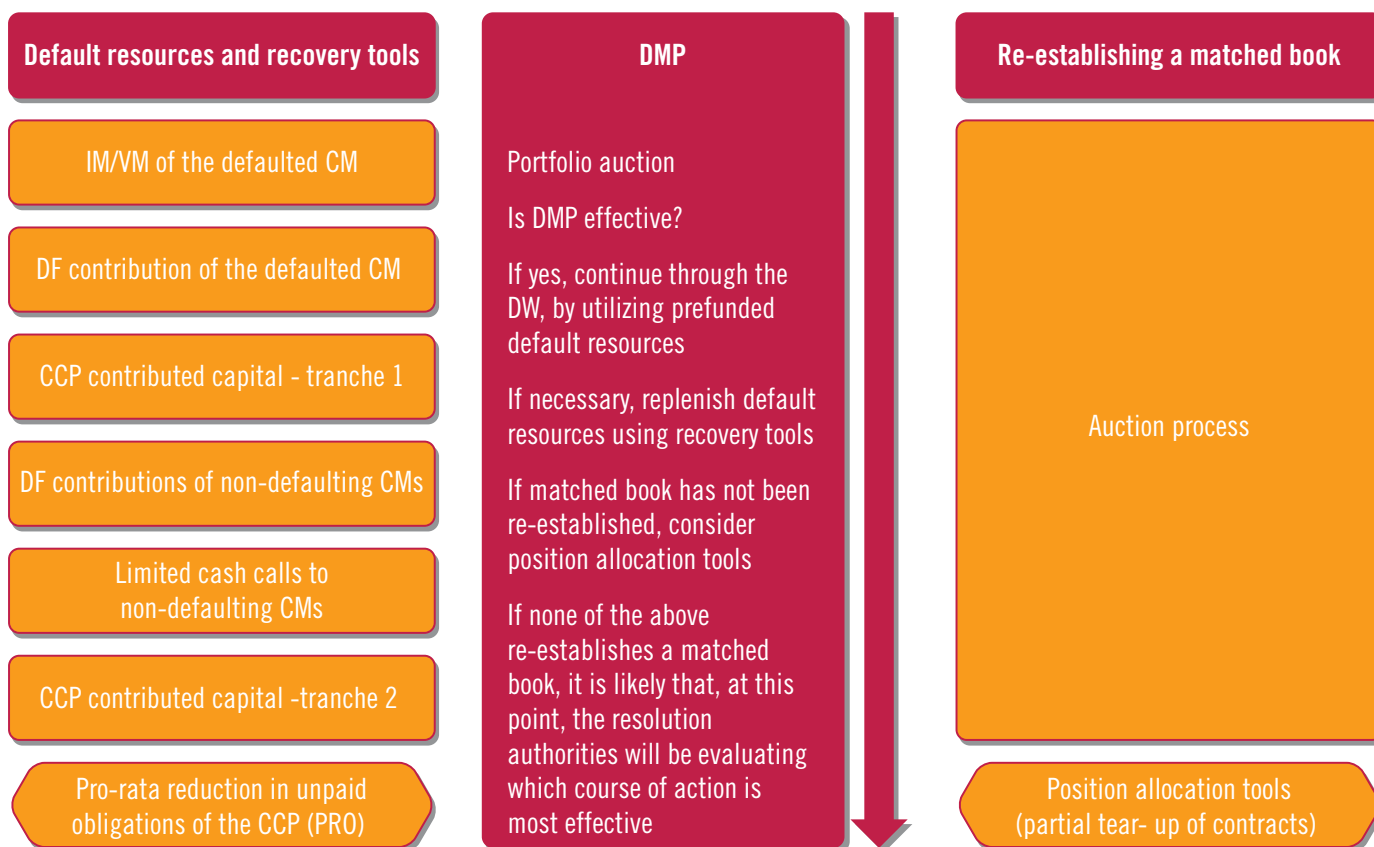 Default resources and recovery tools
IM/VM of the defaulted CM
DF contribution of the defaulted CM
CCP contributed capital - tranche 1
DF contributions of non-defaulting CMs
Limited cash calls to
non-defaulting CMs
CCP contributed capital -tranche 2
Pro-rata reduction in unpaid
obligations of the CCP (PRO)
DMP
Portfolio auction
Is DMP effective?
If yes, continue through the
DW, by utilizing prefunded
default resources
If necessary, replenish default
resources using recovery tools
If matched book has not been
re-established, consider
position allocation tools
If none of the above
re-establishes a matched
book, it is likely that, at this
point, the resolution
authorities will be evaluating
which course of action is
most effective
Re-establishing a matched book
Auction process
Position allocation tools
(partial tear- up of contracts)